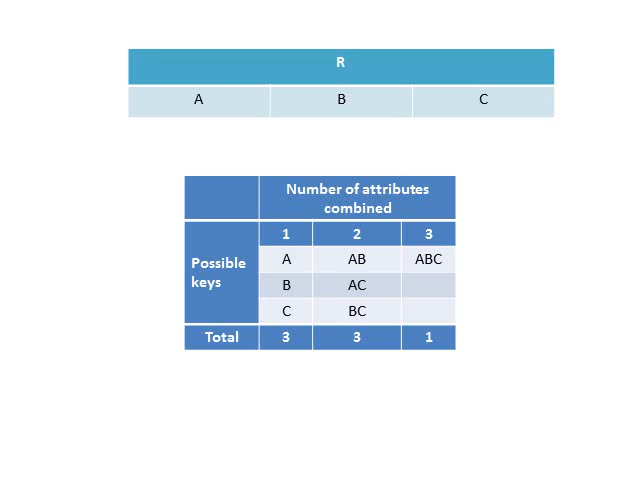 R
A B C
Number of attributes
combined
1 2 3
Possible
keys
A AB ABC
B AC
C BC
Total 3 3 1